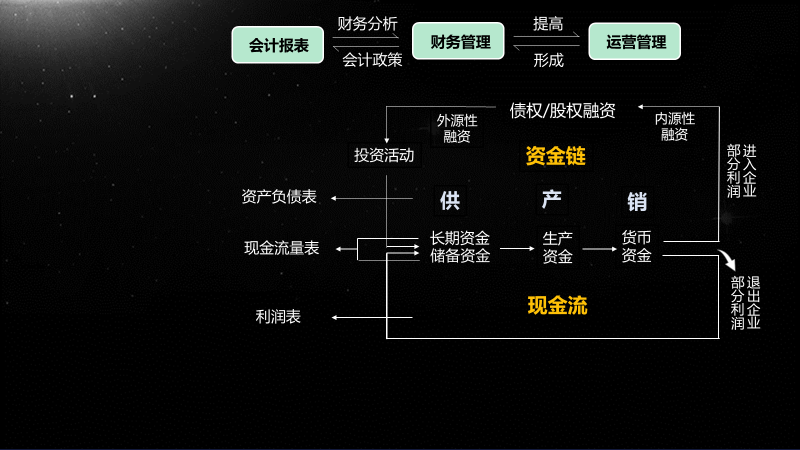 财务分析
提高
会计报表
财务管理
运营管理
会计政策
形成
债权/股权融资
外源性
融资
内源性
融资
投资活动
资金链
进入企业
部分利润
资产负债表
供
产
销
现金流量表
长期资金
储备资金
生产
资金
货币
资金
退出企业
部分利润
现金流
利润表